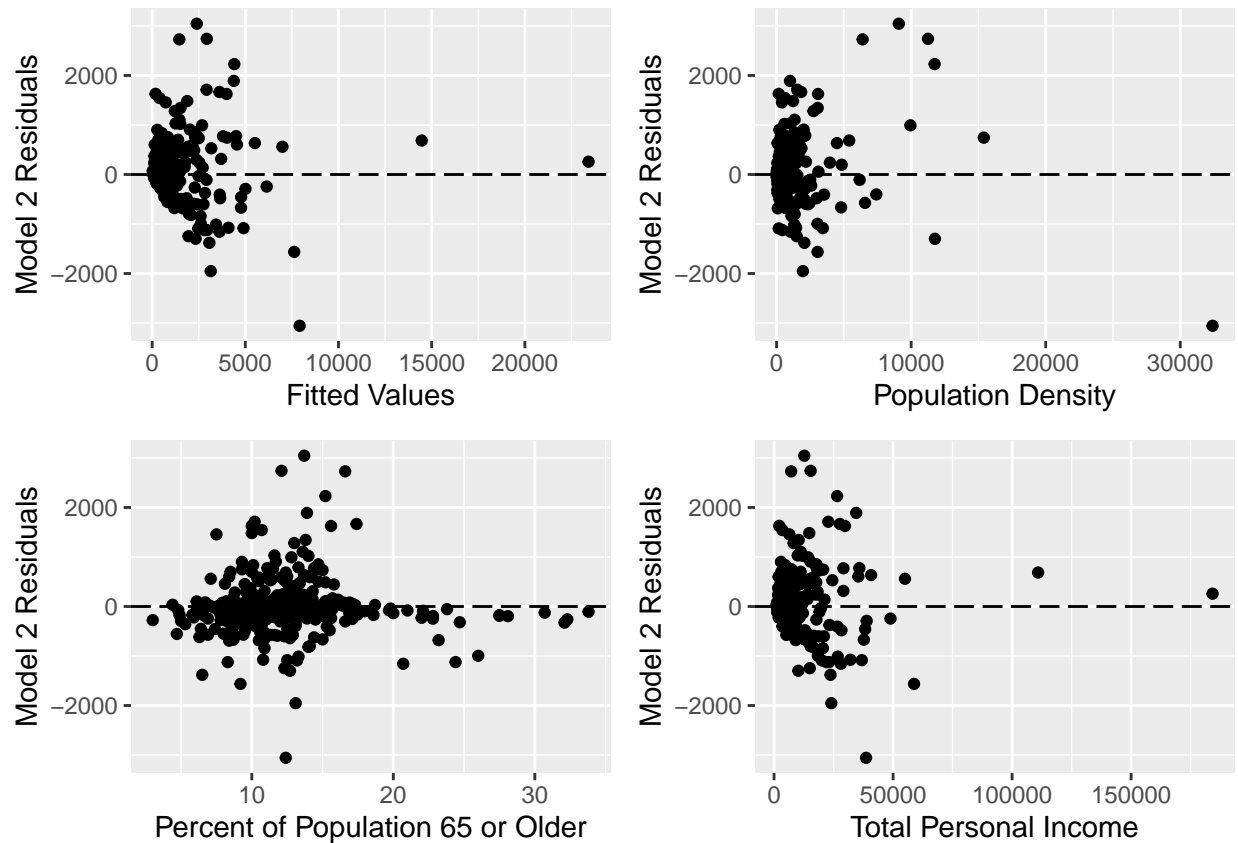 Model 2 Residuals
2000
0
−2000
0 5000 10000 15000 20000
Fitted Values
Model 2 Residuals
2000
0
−2000
0 10000 20000 30000
Population Density
Model 2 Residuals
2000
0
−2000
10 20 30
Percent of Population 65 or Older
Model 2 Residuals
2000
0
−2000
0 50000 100000 150000
Total Personal Income